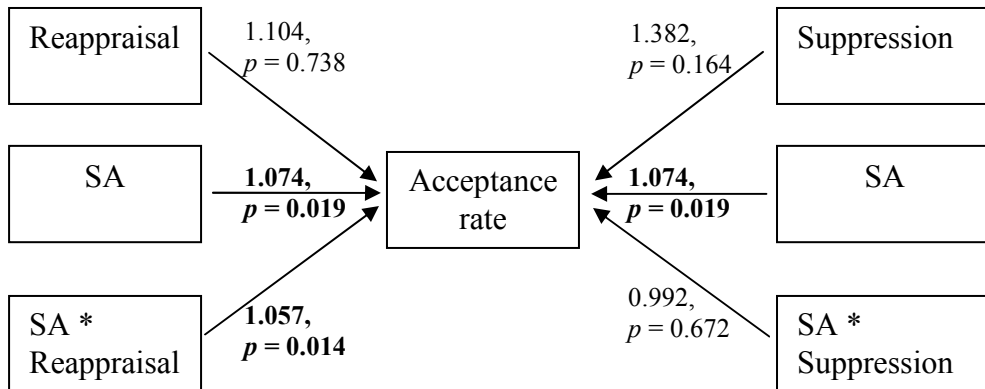 Reappraisal
1.104,
p = 0.738
1.382,
p = 0.164
Suppression
SA
1.074,
p = 0.019
Acceptance
rate
1.074,
p = 0.019
SA
SA *
Reappraisal
1.057,
p = 0.014
0.992,
p = 0.672
SA *
Suppression